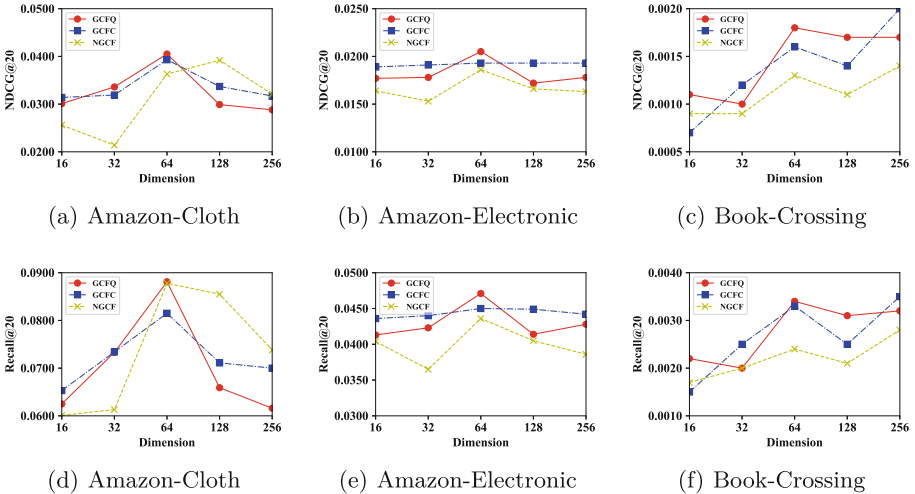 0.0500
0.0400
0.0300
0.0200
NDCG@20
GCFQ
GCFC
NGCF
16 32 64 128 256
Dimension
(a) Amazon-Cloth
0.0250
0.0200
0.0150
0.0100
NDCG@20
GCFQ
GCFC
NGCF
16 32 64 128 256
Dimension
(b) Amazon-Electronic
0.0020
0.0015
0.0010
0.0005
NDCG@20
GCFQ
GCFC
NGCF
16 32 64 128 256
Dimension
(c) Book-Crossing
0.0900
0.0800
0.0700
0.0600
Recall@20
GCFQ
GCFC
NGCF
16 32 64 128 256
Dimension
(d) Amazon-Cloth
0.0500
0.0450
0.0400
0.0350
0.0300
Recall@20
GCFQ
GCFC
NGCF
16 32 64 128 256
Dimension
(e) Amazon-Electronic
0.0040
0.0030
0.0020
0.0010
Recall@20
GCFQ
GCFC
NGCF
16 32 64 128 256
Dimension
(f) Book-Crossing